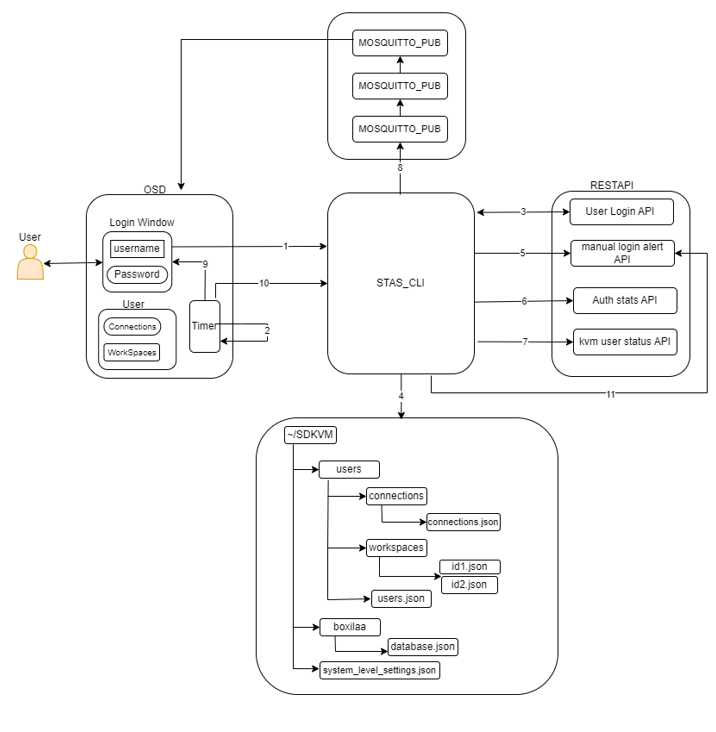 MOSQUITTO_PUB
MOSQUITTO_PUB
MOSQUITTO_PUB
8
OSD
Login Window
username
Password
User
Connections
WorkSpaces
Timer
User
9
2
1
10
STAS_CLI
RESTAPI
User Login API
manual login alert
API
Auth stats API
kvm user status API
3
5
6
7
11
4
~/SDKVM
users
connections
connections.json
workspaces
id1.json
id2.json
users.json
boxilaa
database.json
system_level_settings.json